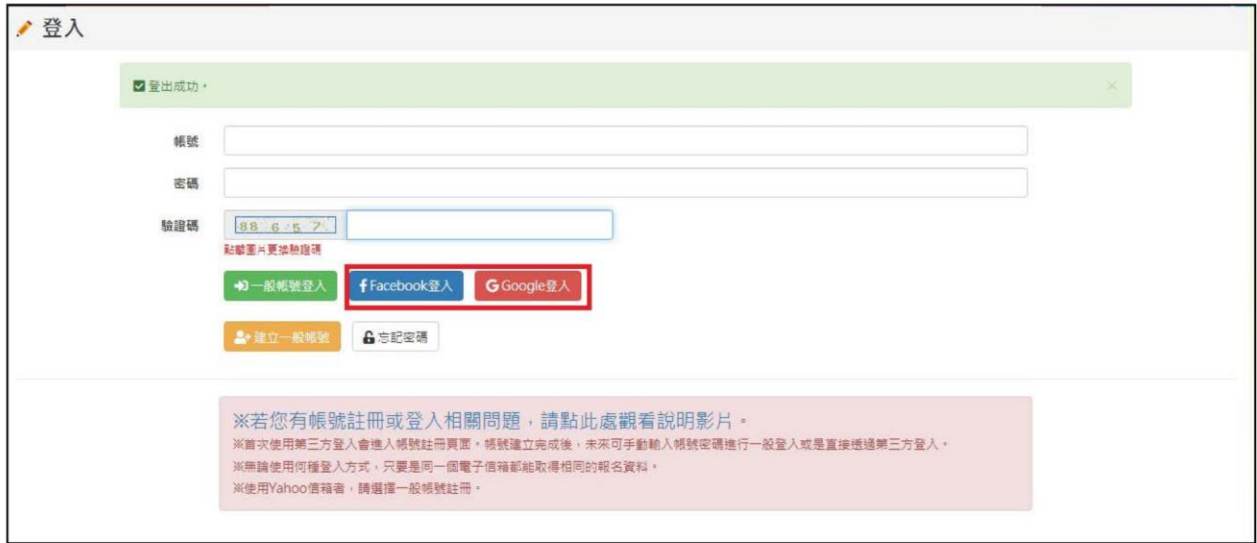 登入
登出成功。
×
帳號
密碼
驗證碼
88 6 5 7
點擊圖片更換驗證碼
一般帳號登入 Facebook登入 Google登入
建立一般帳號 忘記密碼
※若您有帳號註冊或登入相關問題，請點此處觀看說明影片。
※首次使用第三方登入會進入帳號註冊頁面。帳號建立完成後，未來可手動輸入帳號密碼進行一般登入或是直接透過第三方登入。
※無論使用何種登入方式，只要是同一個電子信箱都能取得相同的報名資料。
※使用Yahoo信箱者，請選擇一般帳號註冊。